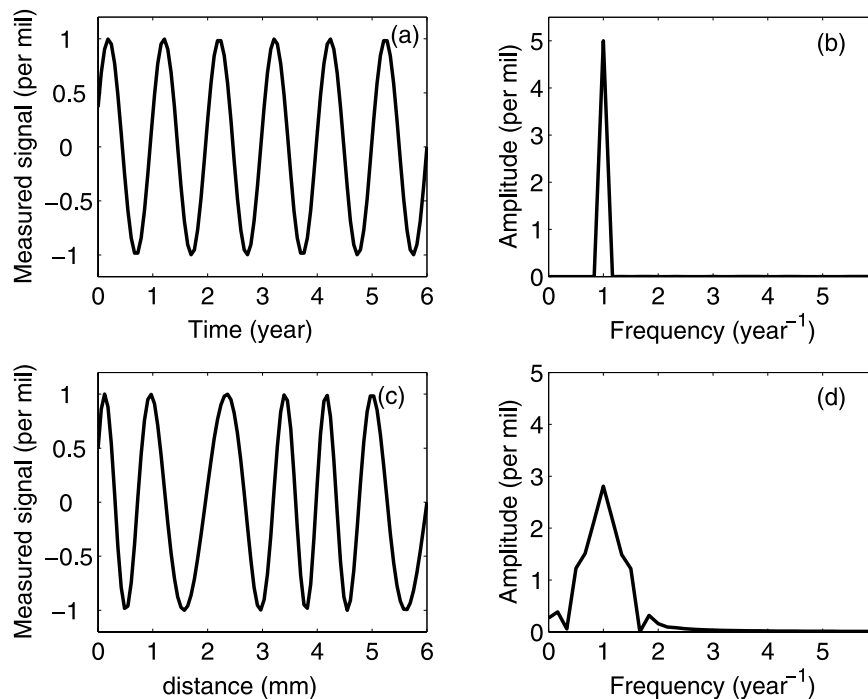 (a)
Measured signal (per mil)
1
0.5
0
−0.5
−1
0 1 2 3 4 5 6
Time (year)
(b)
Amplitude (per mil)
5
4
3
2
1
0
0 1 2 3 4 5
Frequency (year⁻¹)
(c)
Measured signal (per mil)
1
0.5
0
−0.5
−1
0 1 2 3 4 5 6
distance (mm)
(d)
Amplitude (per mil)
5
4
3
2
1
0
0 1 2 3 4 5
Frequency (year⁻¹)